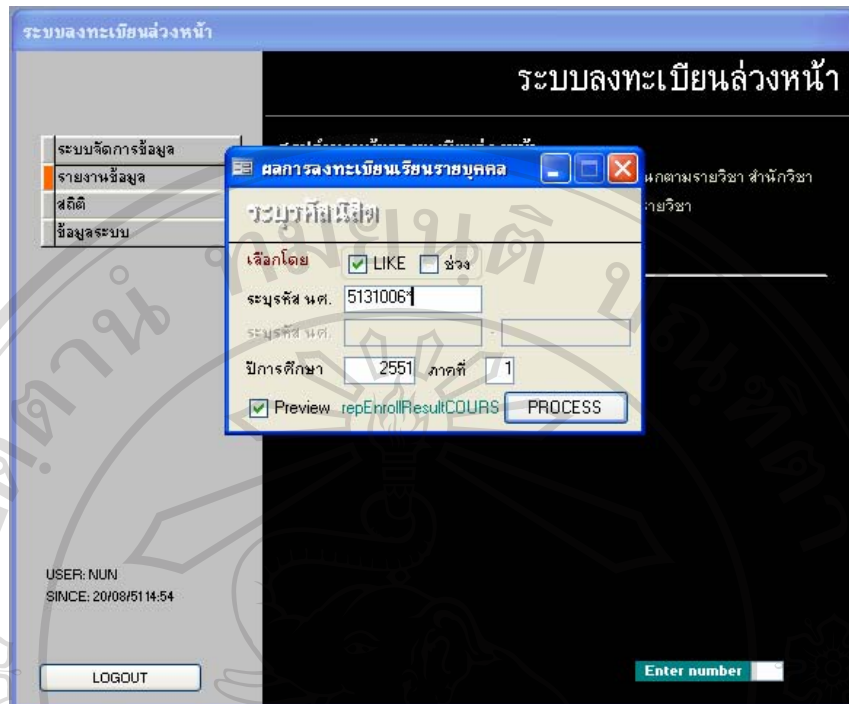 ระบบลงทะเบียนล่วงหน้า
ระบบลงทะเบียนล่วงหน้า
ระบบจัดการข้อมูล
รายงานข้อมูล
สถิติ
ข้อมูลระบบ
นกตามรายวิชา สำนักวิชา
ายวิชา
ผลการลงทะเบียนเรียนรายบุคคล
ระบุรหัสนิสิต
เลือกโดย LIKE ช่วง
ระบุรหัส นศ. 5131006*
ระบุรหัส นศ. -
ปีการศึกษา 2551 ภาคที่ 1
Preview repEnrollResultCOURS PROCESS
USER: NUN
SINCE: 20/08/51 14:54
LOGOUT
Enter number